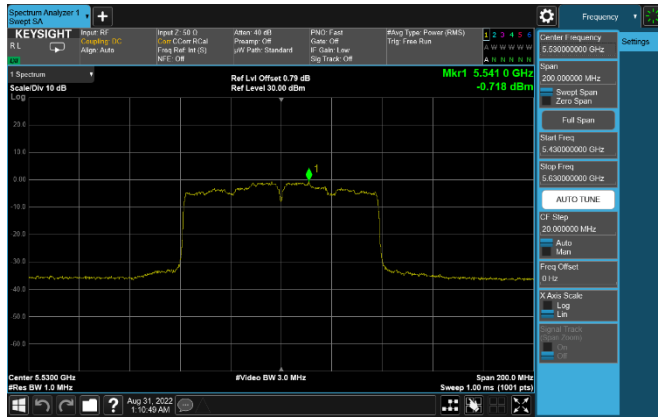 Spectrum Analyzer 1
Swept SA
Frequency
KEYSIGHT
RL
Input: RF
Coupling: DC
Align: Auto
Input Z: 50 Ω
Corr CCorr RCal
Freq Ref: Int (S)
NFE: Off
Atten: 40 dB
Preamp: Off
µW Path: Standard
PNO: Fast
Gate: Off
IF Gain: Low
Sig Track: Off
#Avg Type: Power (RMS)
Trig: Free Run
1 2 3 4 5 6
A W W W W W
A N N N N N
1 Spectrum
Scale/Div 10 dB
Log
Ref Lvl Offset 0.79 dB
Ref Level 30.00 dBm
Mkr1 5.541 0 GHz
-0.718 dBm
20.0
10.0
0.00
-10.0
-20.0
-30.0
-40.0
-50.0
-60.0
1
Center 5.5300 GHz
#Res BW 1.0 MHz
#Video BW 3.0 MHz
Span 200.0 MHz
Sweep 1.00 ms (1001 pts)
Aug 31, 2022
1:10:49 AM
Center Frequency
5.530000000 GHz
Settings
Span
200.000000 MHz
Swept Span
Zero Span
Full Span
Start Freq
5.430000000 GHz
Stop Freq
5.630000000 GHz
AUTO TUNE
CF Step
20.000000 MHz
Auto
Man
Freq Offset
0 Hz
X Axis Scale
Log
Lin
Signal Track
(Span Zoom)
On
Off